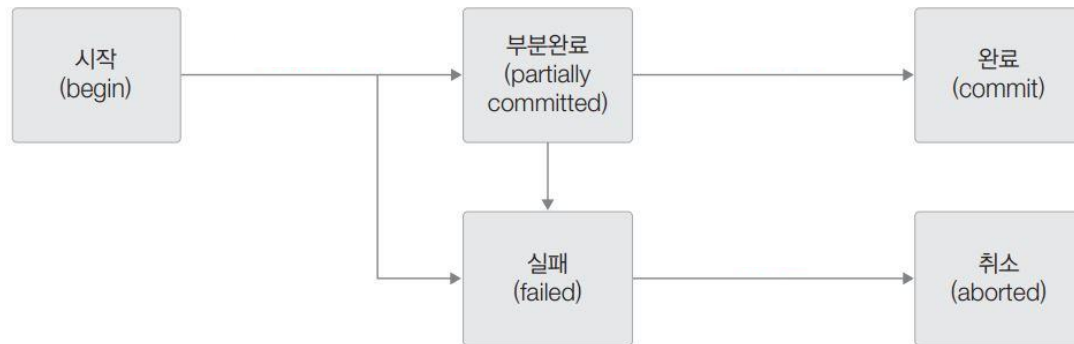 시작
(begin)
부분완료
(partially
committed)
완료
(commit)
실패
(failed)
취소
(aborted)